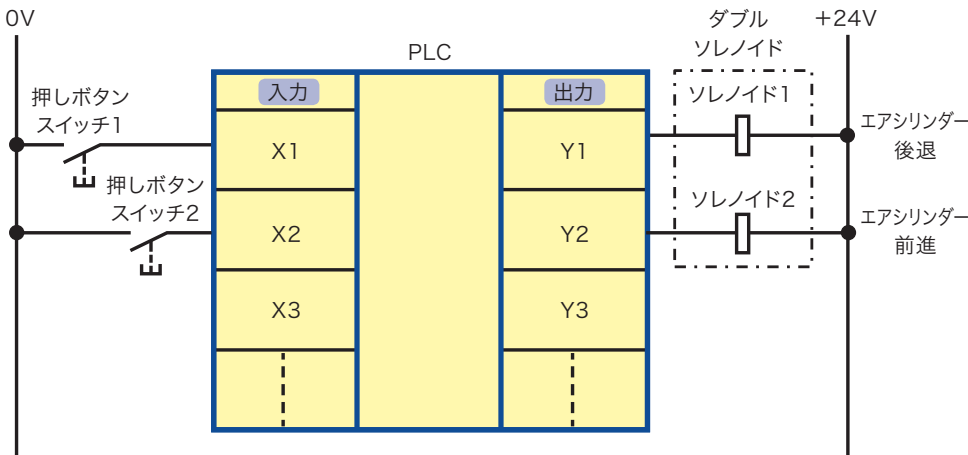 0V
ダブル
ソレノイド
+24V
PLC
押しボタン
スイッチ1
入力
出力
ソレノイド1
エアシリンダー
後退
X1
Y1
押しボタン
スイッチ2
ソレノイド2
エアシリンダー
前進
X2
Y2
X3
Y3